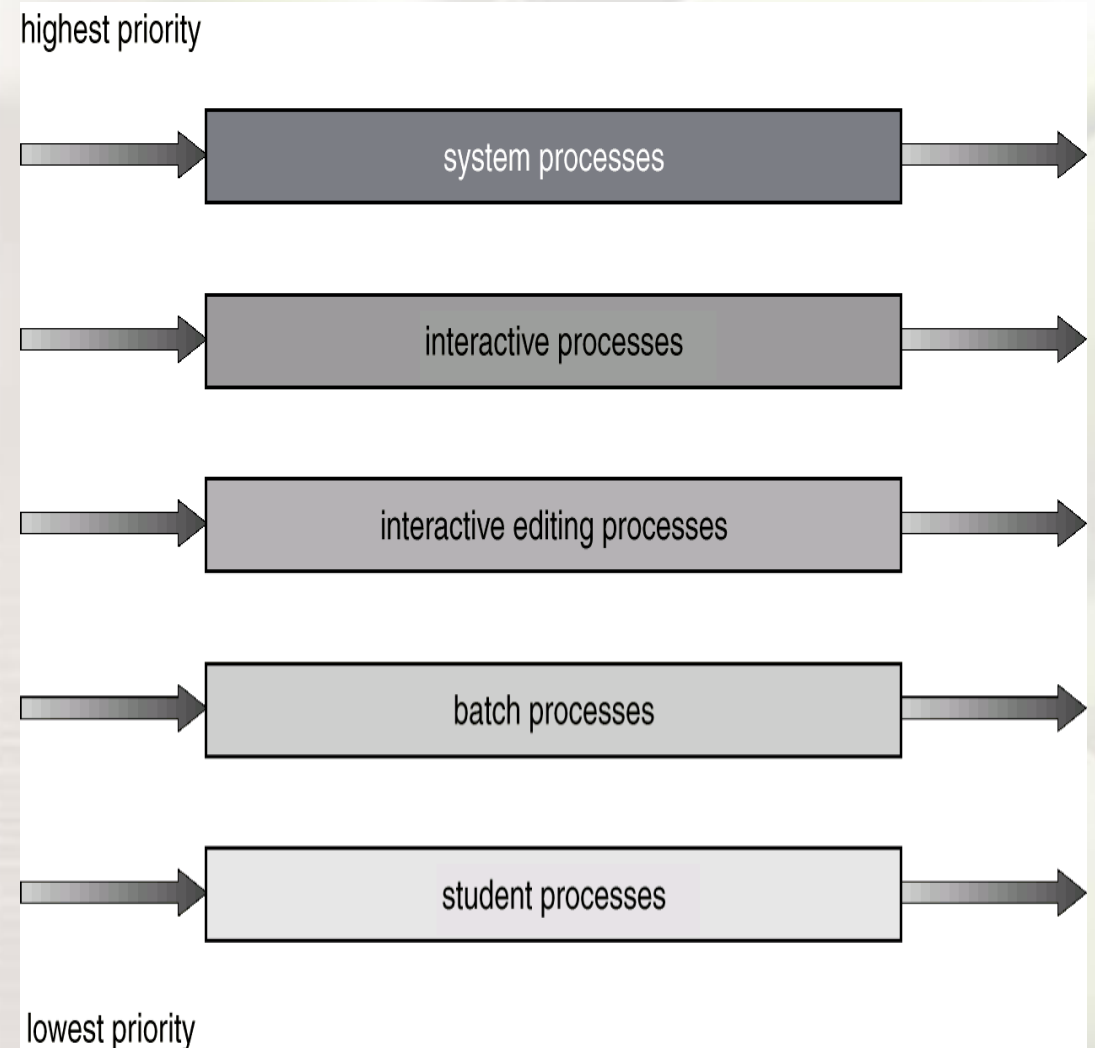 highest priority
system processes
interactive processes
interactive editing processes
batch processes
student processes
lowest priority